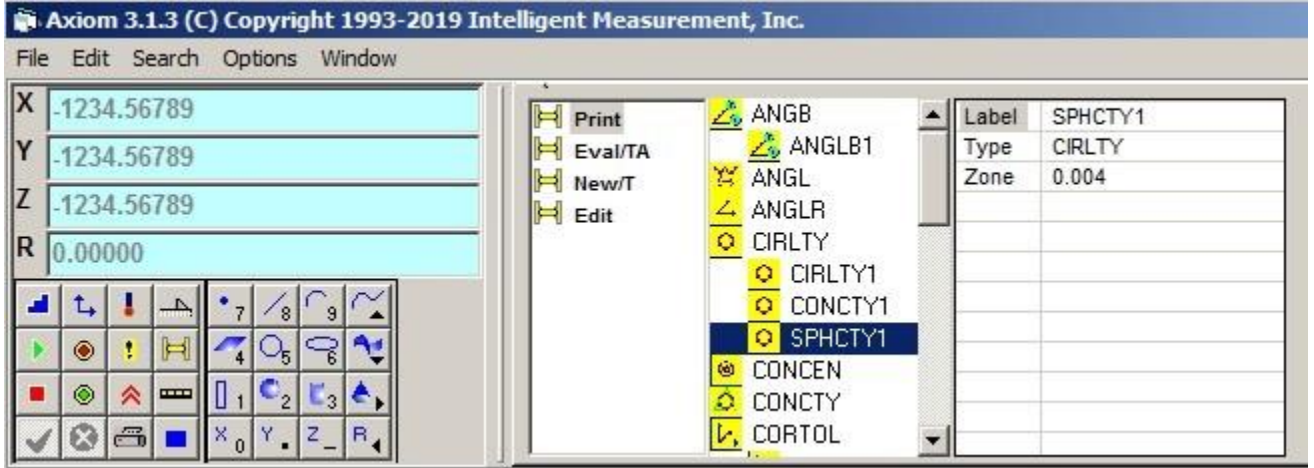 Axiom 3.1.3 (C) Copyright 1993-2019 Intelligent Measurement, Inc.
File Edit Search Options Window
X -1234.56789
Y -1234.56789
Z -1234.56789
R 0.00000
7 8 9
4 5 6
1 2 3
X 0 Y . Z _ R
Print
Eval/TA
New/T
Edit
ANGB
ANGLB1
ANGL
ANGLR
CIRLTY
CIRLTY1
CONCTY1
SPHCTY1
CONCEN
CONCTY
CORTOL
Label SPHCTY1
Type CIRLTY
Zone 0.004